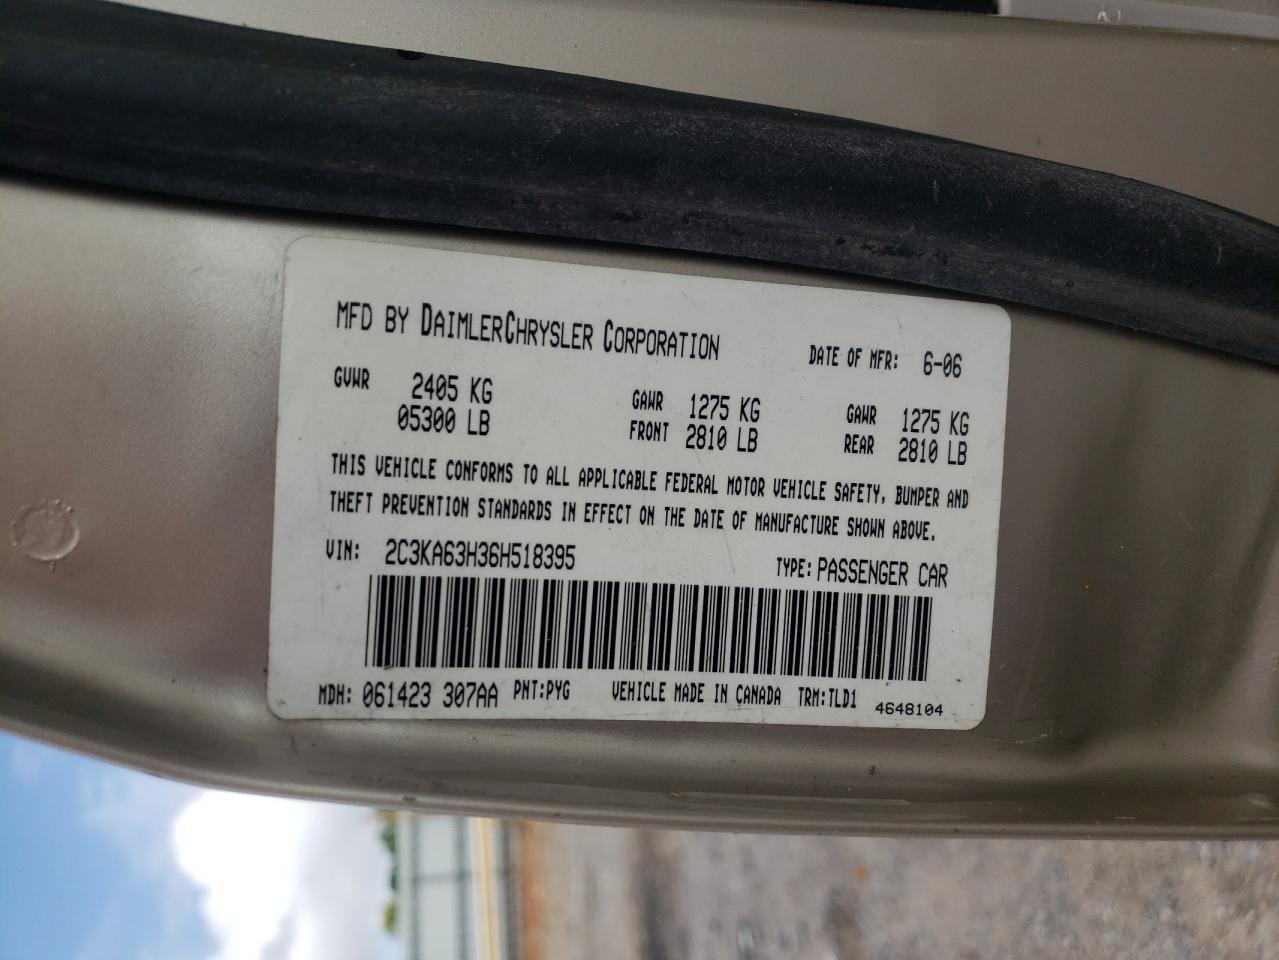 MFD BY DAIMLERCHRYSLER CORPORATION DATE OF MFR: 6-06
GVWR 2405 KG GAWR 1275 KG GAWR 1275 KG
05300 LB FRONT 2810 LB REAR 2810 LB
THIS VEHICLE CONFORMS TO ALL APPLICABLE FEDERAL MOTOR VEHICLE SAFETY, BUMPER AND
THEFT PREVENTION STANDARDS IN EFFECT ON THE DATE OF MANUFACTURE SHOWN ABOVE.
VIN: 2C3KA63H36H518395 TYPE: PASSENGER CAR
MDH: 061423 307AA PNT:PYG VEHICLE MADE IN CANADA TRM:TLD1 4648104